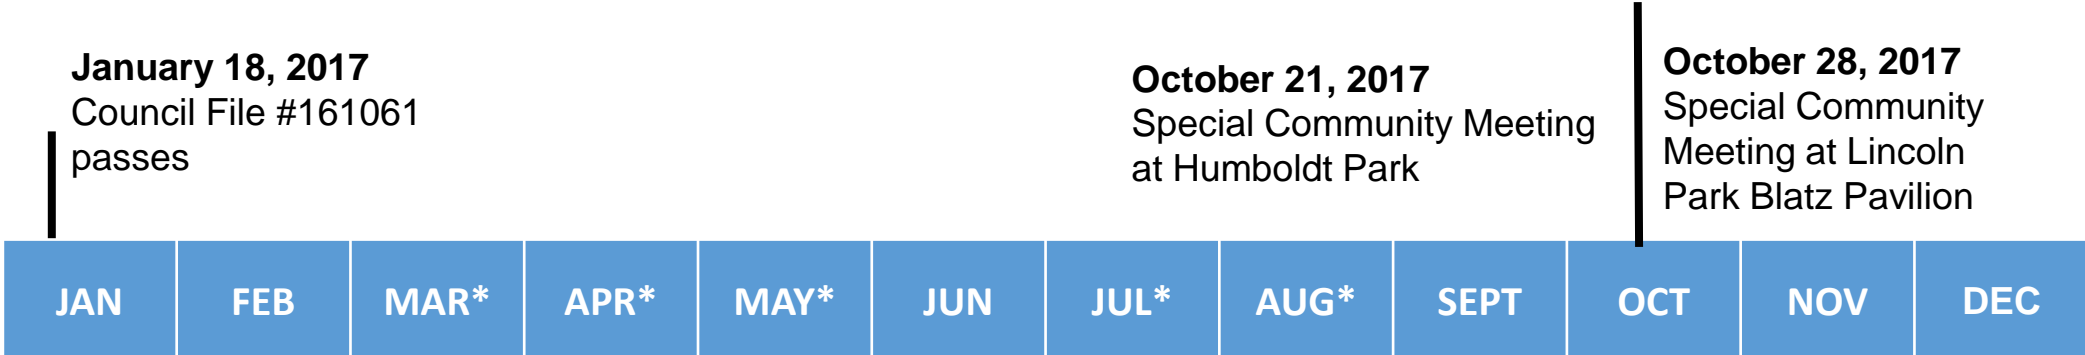 January 18, 2017
Council File #161061
passes
October 21, 2017
Special Community Meeting
at Humboldt Park
October 28, 2017
Special Community
Meeting at Lincoln
Park Blatz Pavilion
JAN FEB MAR* APR* MAY* JUN JUL* AUG* SEPT OCT NOV DEC